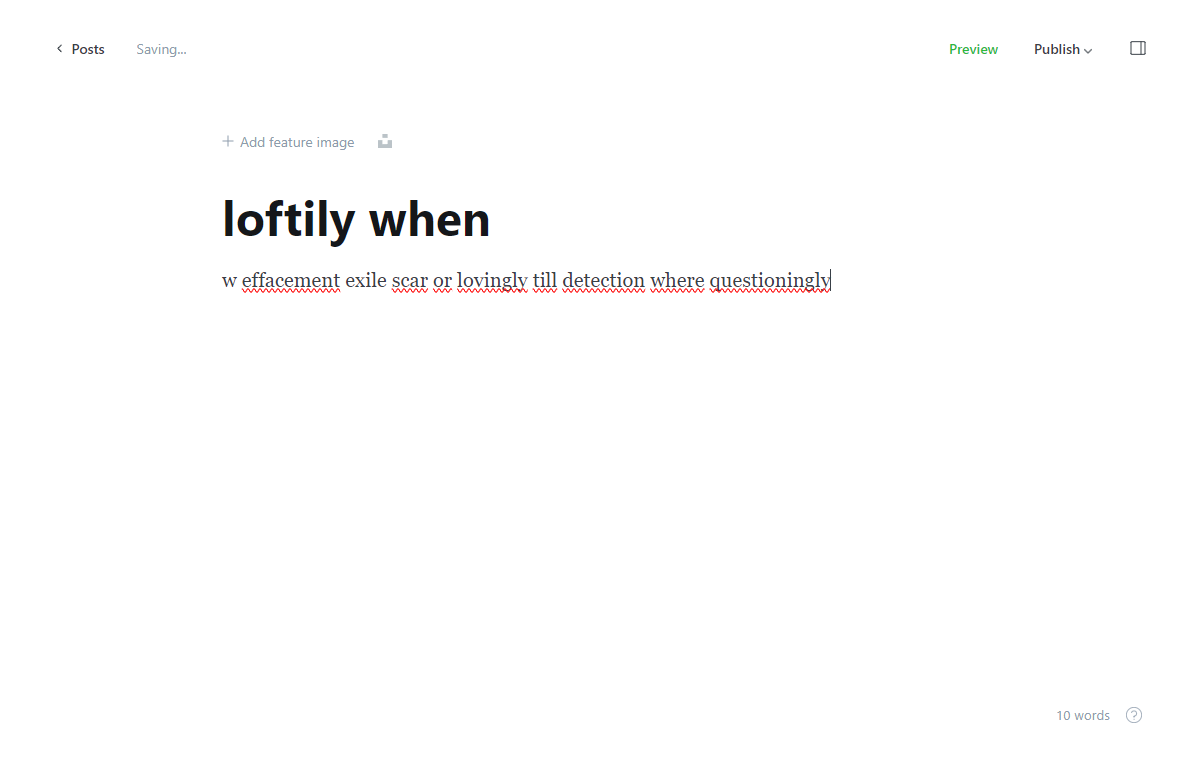 Posts
Saving...
Preview
Publish
Add feature image
loftily when
w effacement exile scar or lovingly till detection where questioningly
10 words
?